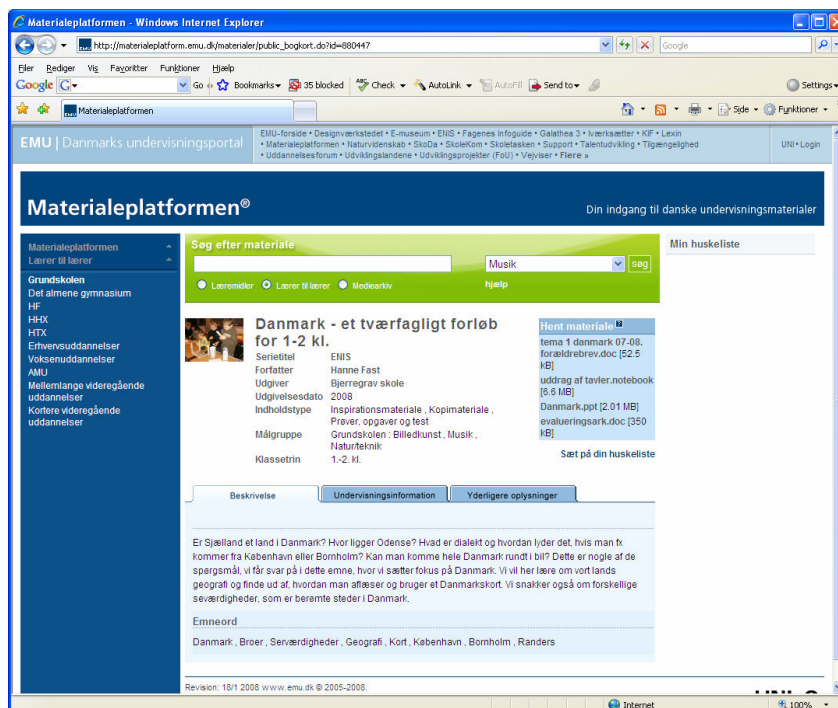 Materialeplatformen - Windows Internet Explorer
http://materialeplatform.emu.dk/materialer/public_bogkort.do?id=880447
Google
Filer Rediger Vis Favoritter Funktioner Hjælp
Google G Go Bookmarks 35 blocked Check AutoLink AutoFill Send to Settings
Materialeplatformen Side Funktioner
EMU | Danmarks undervisningsportal
EMU-forside • Designværkstedet • E-museum • ENIS • Fagenes Infoguide • Galathea 3 • Iværksætter • KIF • Lexin
• Materialeplatformen • Naturvidenskab • SkoDa • SkoleKom • Skoletasken • Support • Talentudvikling • Tilgængelighed
• Uddannelsesforum • Udviklingslandene • Udviklingsprojekter (FoU) • Vejviser • Flere »
UNI•Login
Materialeplatformen®
Din indgang til danske undervisningsmaterialer
Materialeplatformen
Lærer til lærer
Grundskolen
Det almene gymnasium
HF
HHX
HTX
Erhvervsuddannelser
Voksenuddannelser
AMU
Mellemlange videregående
uddannelser
Kortere videregående
uddannelser
Søg efter materiale
Musik søg
Læremidler Lærer til lærer Mediearkiv hjælp
Min huskeliste
Danmark - et tværfagligt forløb
for 1-2 kl.
Serietitel ENIS
Forfatter Hanne Fast
Udgiver Bjerregrav skole
Udgivelsesdato 2008
Indholdstype Inspirationsmateriale , Kopimateriale ,
Prøver, opgaver og test
Målgruppe Grundskolen : Billedkunst , Musik ,
Natur/teknik
Klassetrin 1.-2. kl.
Hent materiale ?
tema 1 danmark 07-08.
forældrebrev.doc [52.5
kB]
uddrag af tavler.notebook
[6.6 MB]
Danmark.ppt [2.01 MB]
evalueringsark.doc [350
kB]
Sæt på din huskeliste
Beskrivelse Undervisningsinformation Yderligere oplysninger
Er Sjælland et land i Danmark? Hvor ligger Odense? Hvad er dialekt og hvordan lyder det, hvis man fx
kommer fra København eller Bornholm? Kan man komme hele Danmark rundt i bil? Dette er nogle af de
spørgsmål, vi får svar på i dette emne, hvor vi sætter fokus på Danmark. Vi vil her lære om vort lands
geografi og finde ud af, hvordan man aflæser og bruger et Danmarkskort. Vi snakker også om forskellige
seværdigheder, som er berømte steder i Danmark.
Emneord
Danmark , Broer , Serværdigheder , Geografi , Kort , København , Bornholm , Randers
Revision: 18/1 2008 www.emu.dk © 2005-2008.
Internet 100%